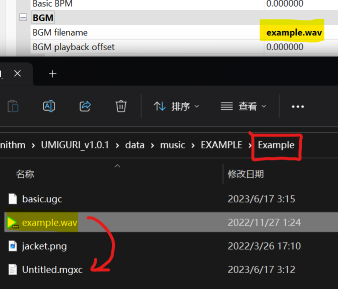 Basic BPM 0.000000
BGM
BGM filename example.wav
BGM playback offset 0.000000
排序
查看
nithm › UMIGURI_v1.0.1 › data › music › EXAMPLE › Example
名称 修改日期
basic.ugc 2023/6/17 3:15
example.wav 2022/11/27 1:24
jacket.png 2022/3/26 17:10
Untitled.mgxc 2023/6/17 3:12